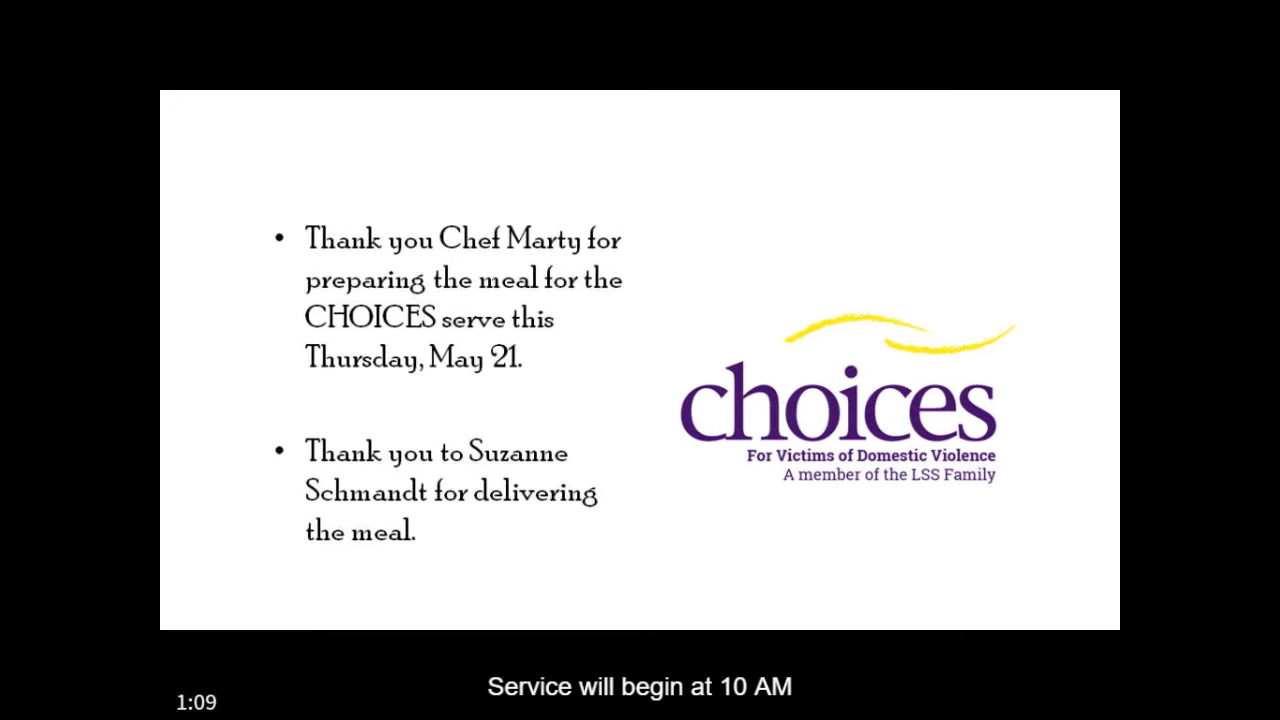 • Thank you Chef Marty for
preparing the meal for the
CHOICES serve this
Thursday, May 21.
• Thank you to Suzanne
Schmandt for delivering
the meal.
choices
For Victims of Domestic Violence
A member of the LSS Family
Service will begin at 10 AM
1:09